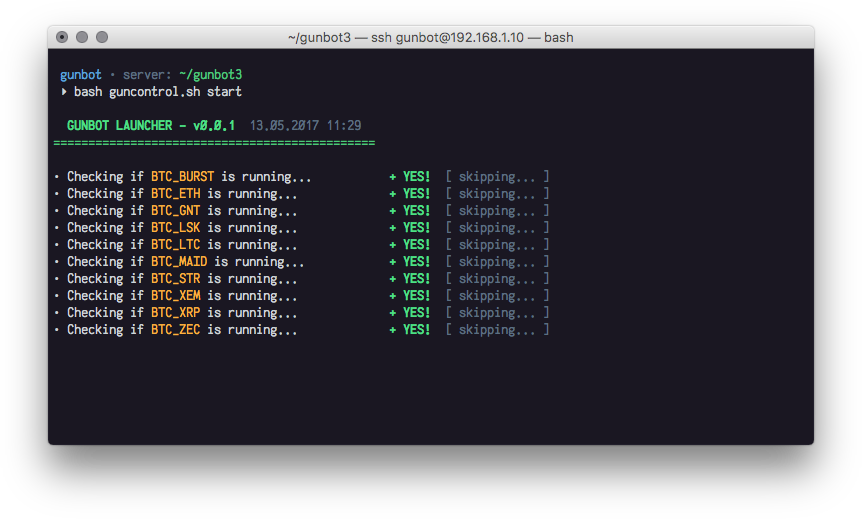 ~/gunbot3 — ssh gunbot@192.168.1.10 — bash
gunbot · server: ~/gunbot3
▸ bash guncontrol.sh start
GUNBOT LAUNCHER - v0.0.1 13.05.2017 11:29
==============================================
· Checking if BTC_BURST is running... + YES! [ skipping... ]
· Checking if BTC_ETH is running... + YES! [ skipping... ]
· Checking if BTC_GNT is running... + YES! [ skipping... ]
· Checking if BTC_LSK is running... + YES! [ skipping... ]
· Checking if BTC_LTC is running... + YES! [ skipping... ]
· Checking if BTC_MAID is running... + YES! [ skipping... ]
· Checking if BTC_STR is running... + YES! [ skipping... ]
· Checking if BTC_XEM is running... + YES! [ skipping... ]
· Checking if BTC_XRP is running... + YES! [ skipping... ]
· Checking if BTC_ZEC is running... + YES! [ skipping... ]